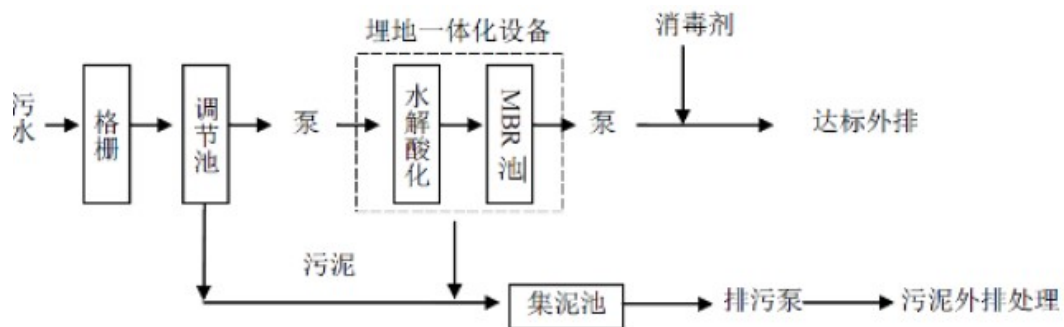 埋地一体化设备
消毒剂
污水
格栅
调节池
泵
水解酸化
MBR池
泵
达标外排
污泥
集泥池
排污泵
污泥外排处理